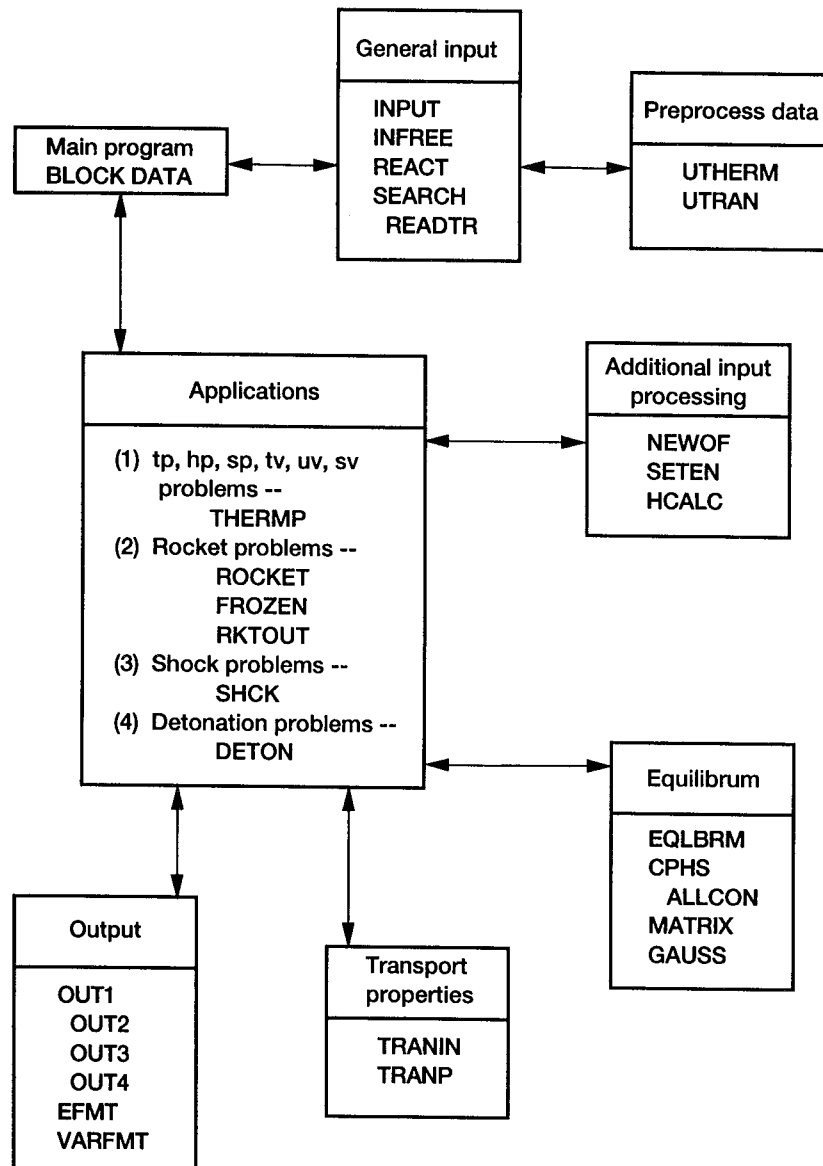 General input
INPUT
INFREE
REACT
SEARCH
READTR
Preprocess data
UTHERM
UTRAN
Main program
BLOCK DATA
Applications
(1) tp, hp, sp, tv, uv, sv
problems --
THERMP
(2) Rocket problems --
ROCKET
FROZEN
RKTOUT
(3) Shock problems --
SHCK
(4) Detonation problems --
DETON
Additional input
processing
NEWOF
SETEN
HCALC
Equilibrum
EQLBRM
CPHS
ALLCON
MATRIX
GAUSS
Output
OUT1
OUT2
OUT3
OUT4
EFMT
VARFMT
Transport
properties
TRANIN
TRANP